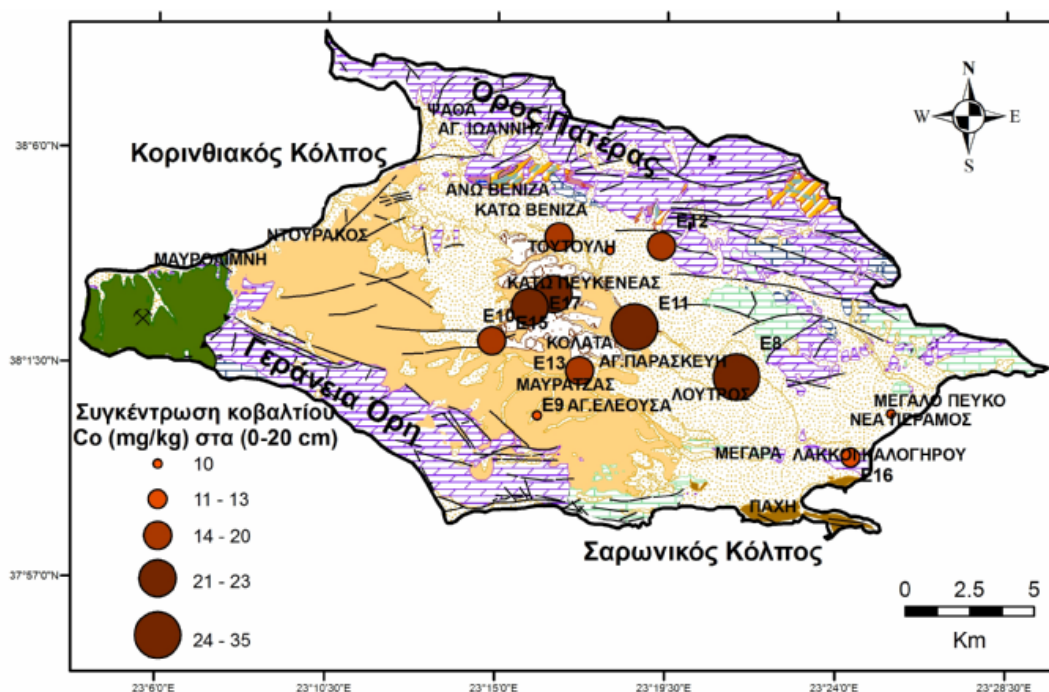 N
W
E
S
38°6'0"N
38°1'30"N
37°57'0"N
Όρος Πατέρας
ΨΑΘΑ
ΑΓ. ΙΩΑΝΝΗΣ
Κορινθιακός Κόλπος
ΑΝΩ ΒΕΝΙΖΑ
ΚΑΤΩ ΒΕΝΙΖΑ
E12
ΝΤΟΥΡΑΚΟΣ
ΤΟΥΤΟΥΛΗ
ΜΑΥΡΟΛΙΜΝΗ
ΚΑΤΩ ΠΕΥΚΕΝΕΑΣ
E17
E11
E10
E15
ΚΟΛΑΤΑ
E8
E13
ΑΓ.ΠΑΡΑΣΚΕΥΗ
Γεράνεια Όρη
ΜΑΥΡΑΤΖΑΣ
ΛΟΥΤΡΟΣ
E9
ΑΓ.ΕΛΕΟΥΣΑ
ΜΕΓΑΛΟ ΠΕΥΚΟ
ΝΕΑ ΠΕΡΑΜΟΣ
ΜΕΓΑΡΑ
ΛΑΚΚΟΙ ΚΑΛΟΓΗΡΟΥ
E16
ΠΑΧΗ
Σαρωνικός Κόλπος
Συγκέντρωση κοβαλτίου
Co (mg/kg) στα (0-20 cm)
10
11 - 13
14 - 20
21 - 23
24 - 35
0 2.5 5
Km
23°6'0"E 23°10'30"E 23°15'0"E 23°19'30"E 23°24'0"E 23°28'30"E